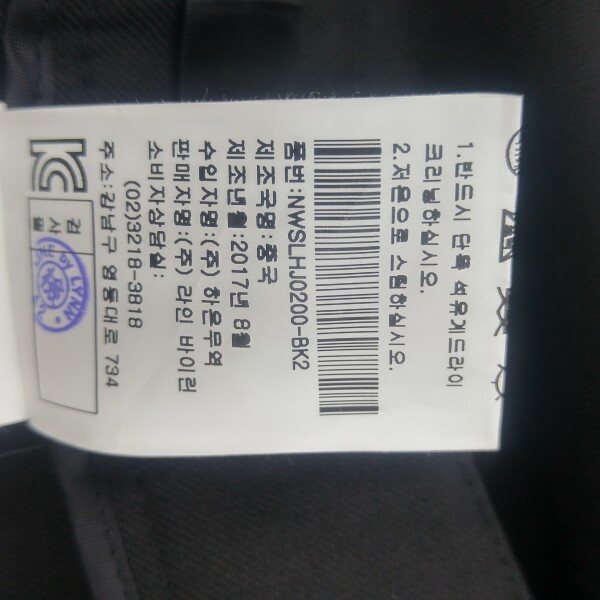 1. 반드시 단독 석유계드라이
크리닝하십시오.
2. 저온으로 스팀하십시오.
품번:NWSLHJ0200-BK2
제조국명:중국
제조년월:2017년 8월
수입자명:(주) 희운무역
판매자명:(주) 라인 바이린
소비자상담실:
(02)3218-3818
주소:강남구 영동대로 734
KC
검사필
LYNN